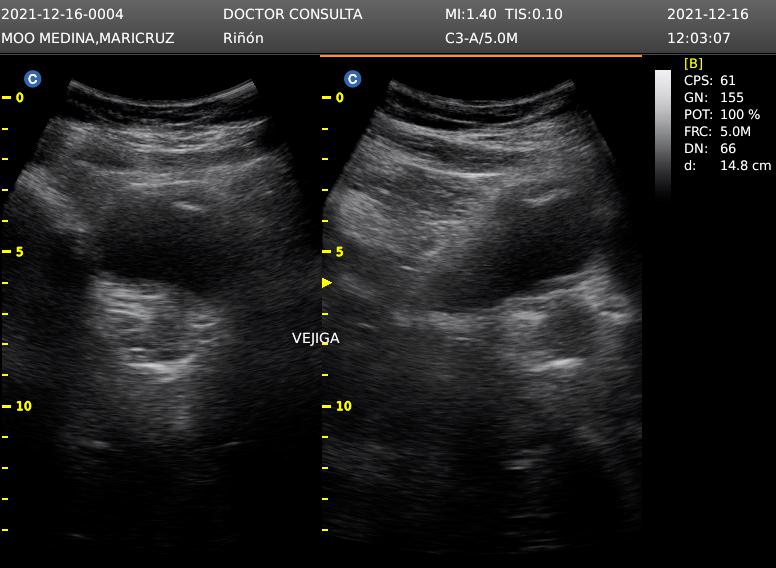 2021-12-16-0004 DOCTOR CONSULTA MI:1.40 TIS:0.10 2021-12-16
MOO MEDINA,MARICRUZ Riñón C3-A/5.0M 12:03:07
C C [B]
0 0 CPS: 61
GN: 155
POT: 100 %
FRC: 5.0M
DN: 66
d: 14.8 cm
5 5
VEJIGA
10 10